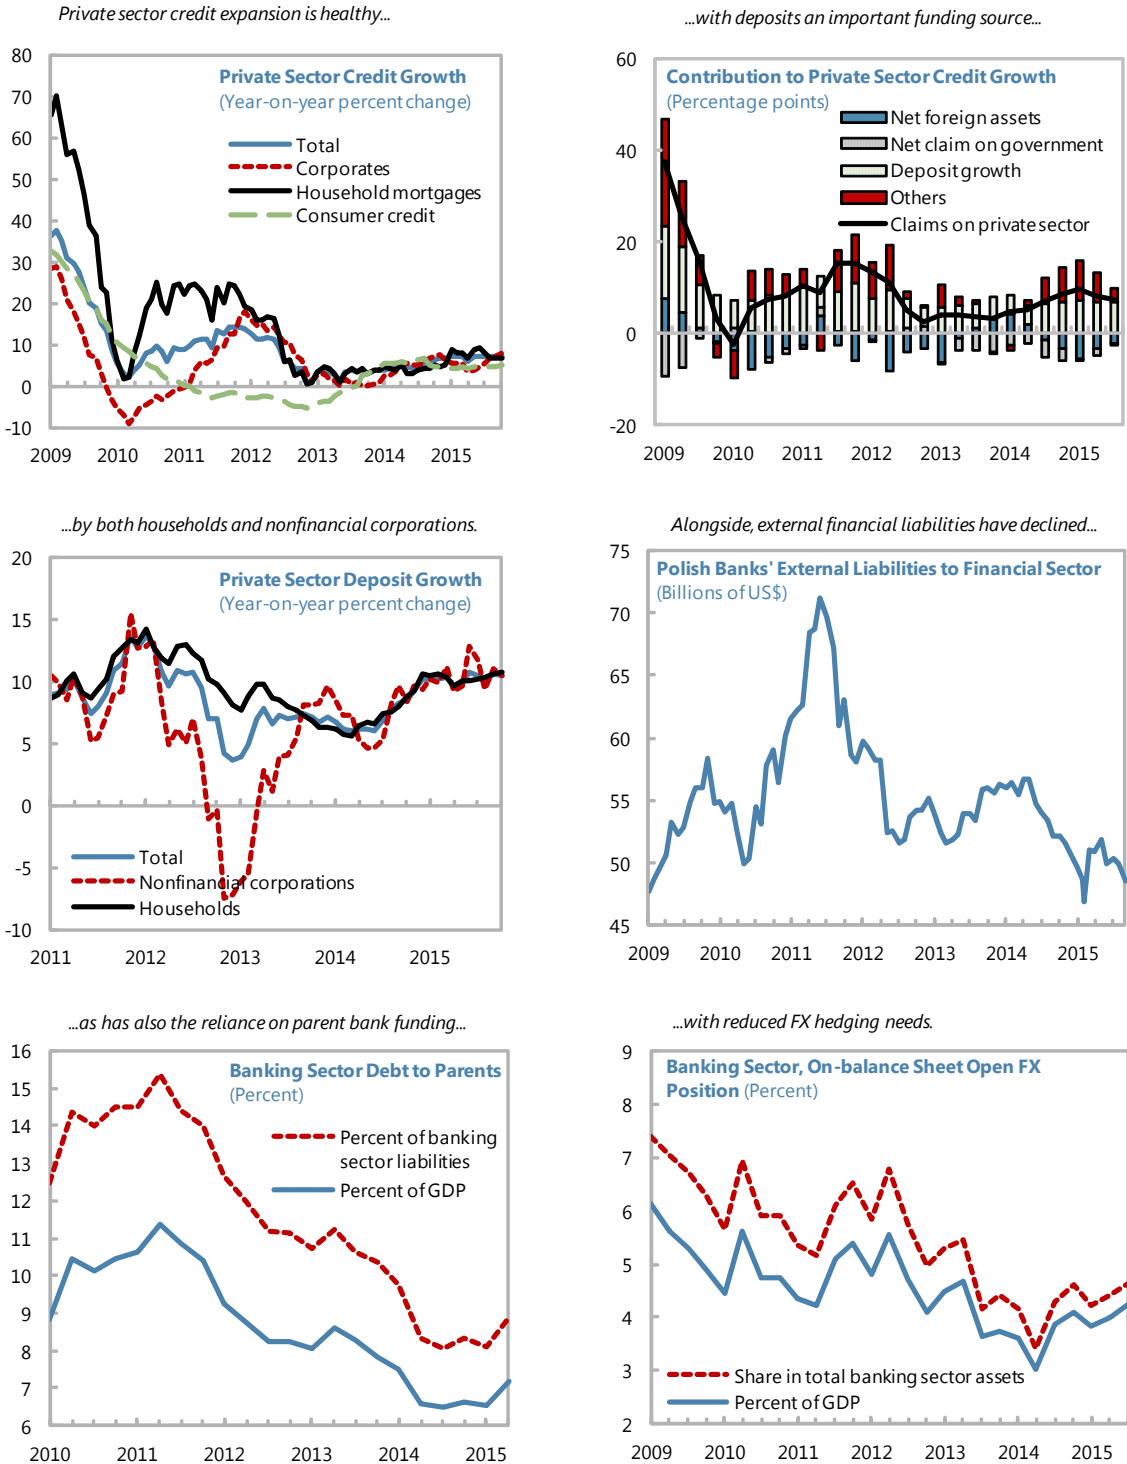 Private sector credit expansion is healthy...
80
70
60
50
40
30
20
10
0
-10
Private Sector Credit Growth
(Year-on-year percent change)
Total
Corporates
Household mortgages
Consumer credit
2009 2010 2011 2012 2013 2014 2015
...with deposits an important funding source...
60
40
20
0
-20
Contribution to Private Sector Credit Growth
(Percentage points)
Net foreign assets
Net claim on government
Deposit growth
Others
Claims on private sector
2009 2010 2011 2012 2013 2014 2015
...by both households and nonfinancial corporations.
20
15
10
5
0
-5
-10
Private Sector Deposit Growth
(Year-on-year percent change)
Total
Nonfinancial corporations
Households
2011 2012 2013 2014 2015
Alongside, external financial liabilities have declined...
75
70
65
60
55
50
45
Polish Banks' External Liabilities to Financial Sector
(Billions of US$)
2009 2010 2011 2012 2013 2014 2015
...as has also the reliance on parent bank funding...
16
15
14
13
12
11
10
9
8
7
6
Banking Sector Debt to Parents
(Percent)
Percent of banking
sector liabilities
Percent of GDP
2010 2011 2012 2013 2014 2015
...with reduced FX hedging needs.
9
8
7
6
5
4
3
2
Banking Sector, On-balance Sheet Open FX
Position (Percent)
Share in total banking sector assets
Percent of GDP
2009 2010 2011 2012 2013 2014 2015